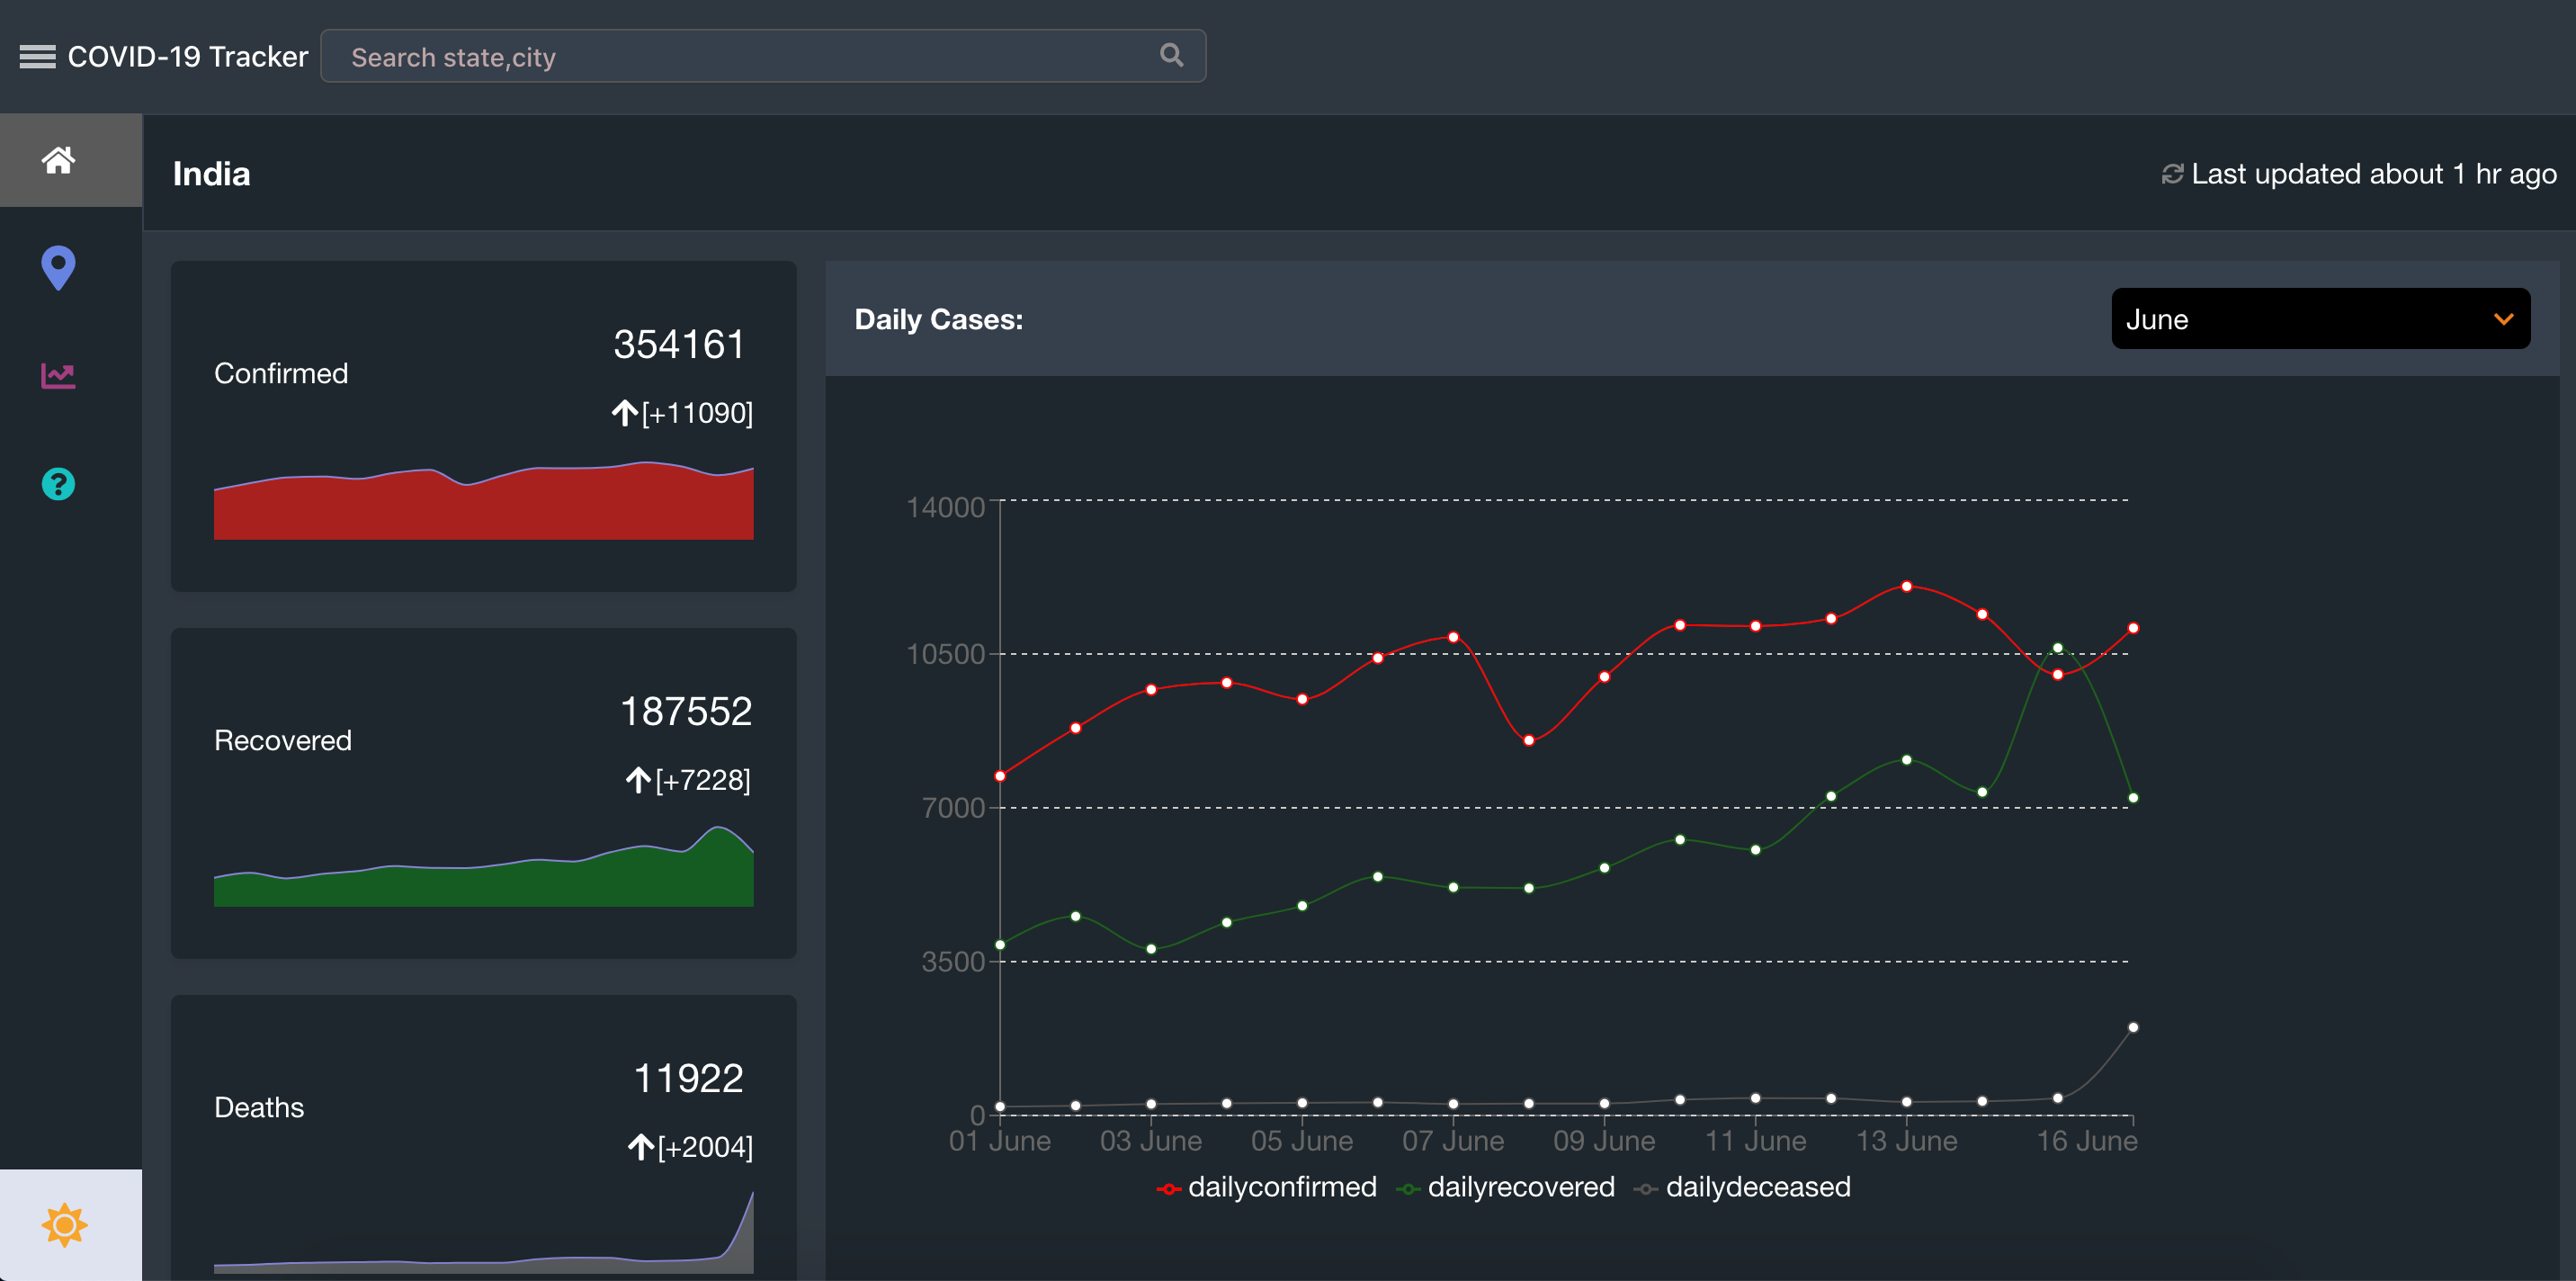 COVID-19 Tracker
Search state,city
India
Last updated about 1 hr ago
Confirmed
354161
[+11090]
Recovered
187552
[+7228]
Deaths
11922
[+2004]
Daily Cases:
June
14000
10500
7000
3500
0
01 June 03 June 05 June 07 June 09 June 11 June 13 June 16 June
dailyconfirmed dailyrecovered dailydeceased